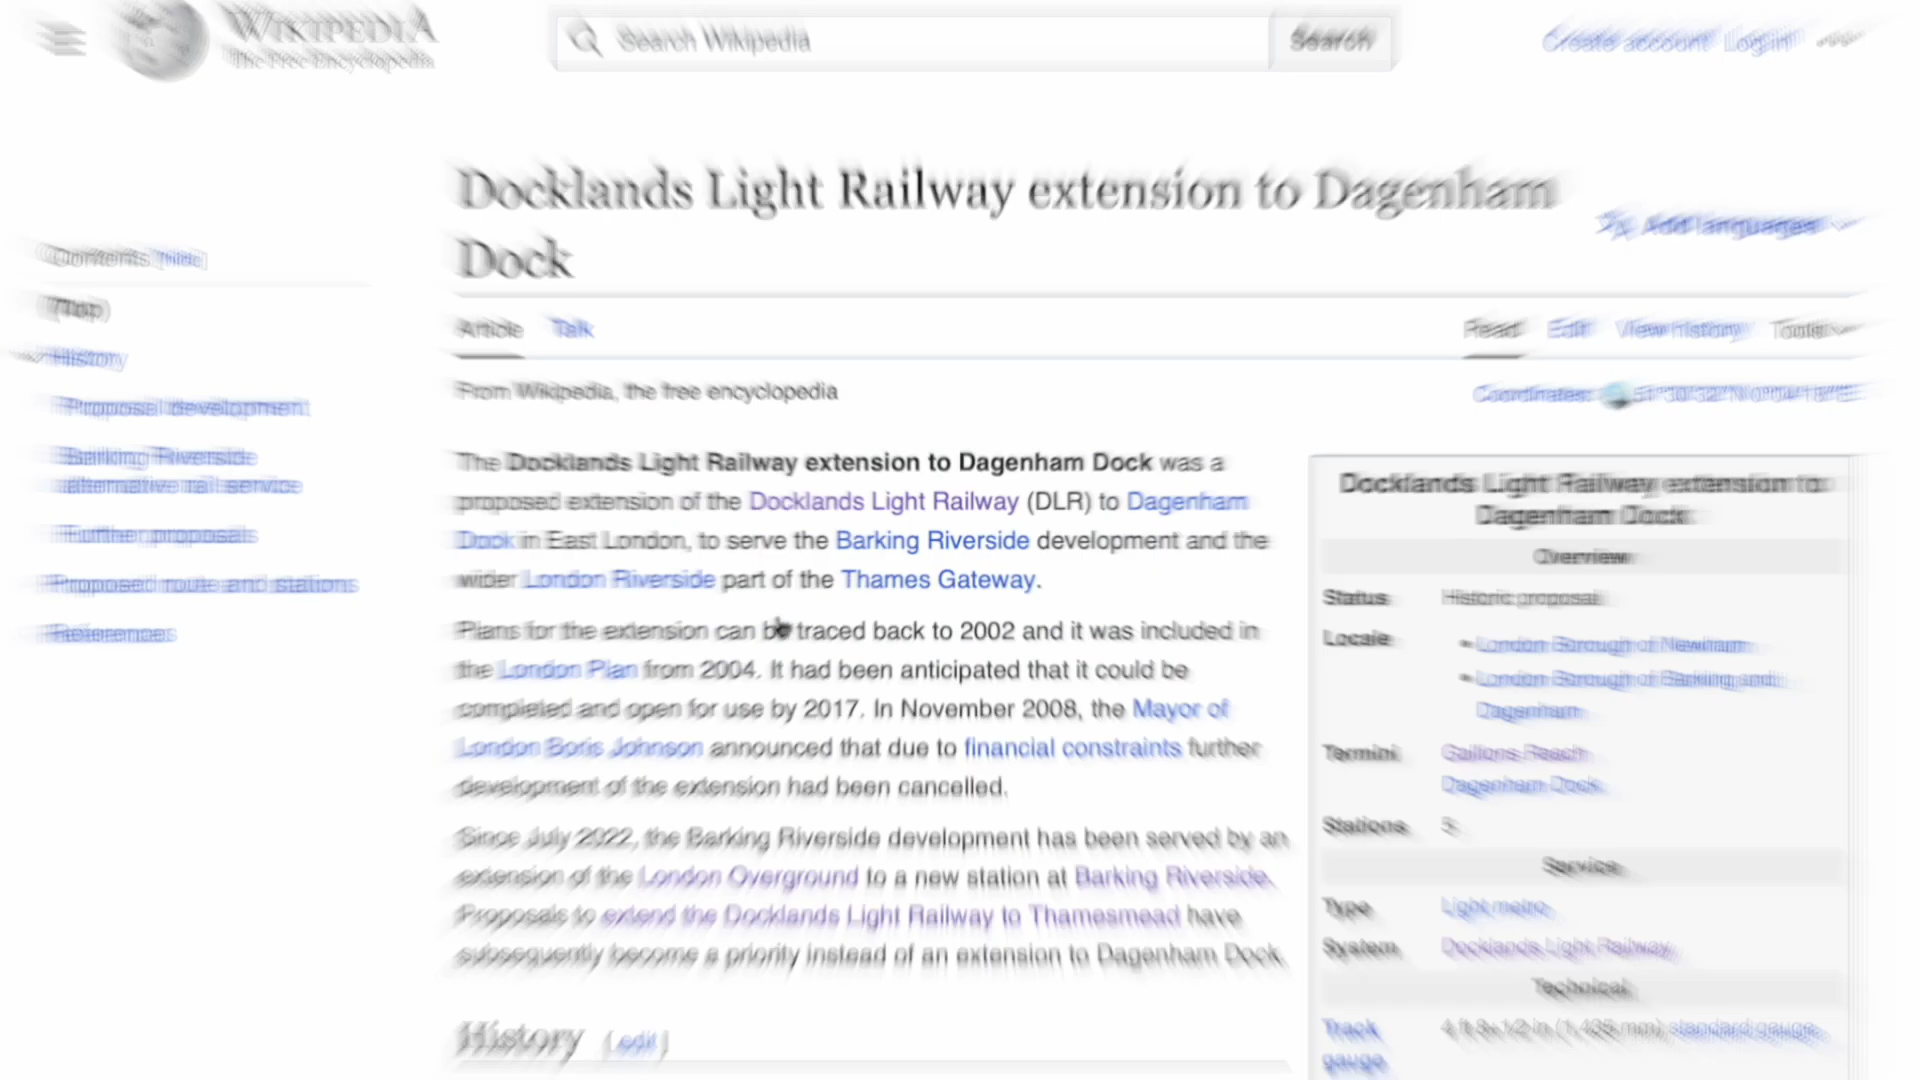 WIKIPEDIA
The Free Encyclopedia
Search Wikipedia
Search
Create account Log in
Docklands Light Railway extension to Dagenham
Dock
Add languages
Contents [hide]
(Top)
History
Proposal development
Barking Riverside
alternative rail service
Further proposals
Proposed route and stations
References
Article Talk
Read Edit View history Tools
From Wikipedia, the free encyclopedia
Coordinates:
The Docklands Light Railway extension to Dagenham Dock was a
proposed extension of the Docklands Light Railway (DLR) to Dagenham
Dock in East London, to serve the Barking Riverside development and the
wider London Riverside part of the Thames Gateway.
Plans for the extension can be traced back to 2002 and it was included in
the London Plan from 2004. It had been anticipated that it could be
completed and open for use by 2017. In November 2008, the Mayor of
London Boris Johnson announced that due to financial constraints further
development of the extension had been cancelled.
Since July 2022, the Barking Riverside development has been served by an
extension of the London Overground to a new station at Barking Riverside.
Proposals to extend the Docklands Light Railway to Thamesmead have
subsequently become a priority instead of an extension to Dagenham Dock.
History [edit]
Docklands Light Railway extension to
Dagenham Dock
Overview
Status Historic proposal
Locale • London Borough of Newham
• London Borough of Barking and
Dagenham
Termini Gallions Reach
Dagenham Dock
Stations 5
Service
Type Light metro
System Docklands Light Railway
Technical
Track 4 ft 8+1/2 in (1,435 mm) standard gauge
gauge